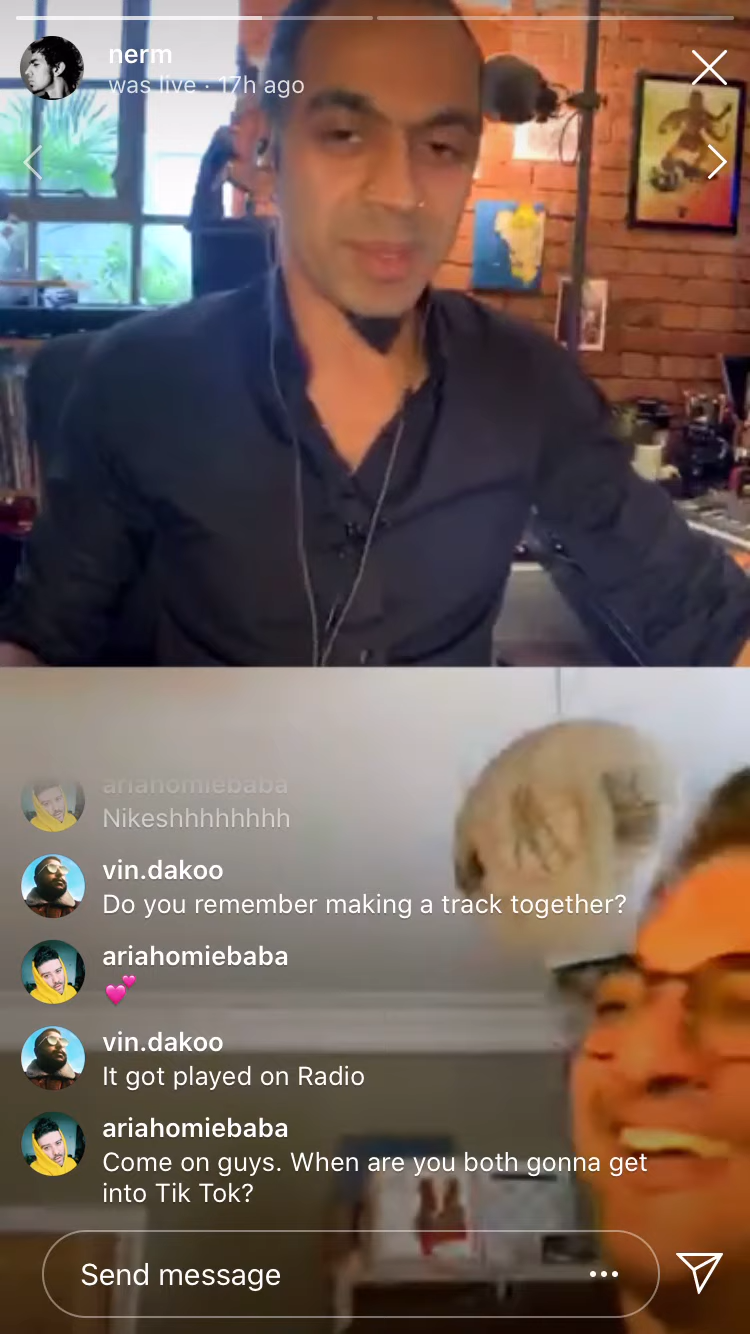 nerm
was live · 17h ago
ariahomiebaba
Nikeshhhhhhhh
vin.dakoo
Do you remember making a track together?
ariahomiebaba
💕
vin.dakoo
It got played on Radio
ariahomiebaba
Come on guys. When are you both gonna get
into Tik Tok?
Send message